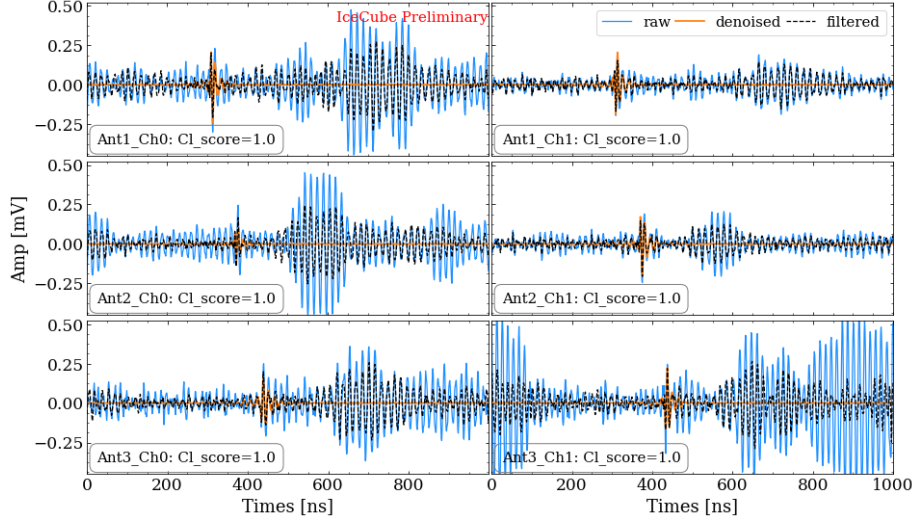 IceCube Preliminary
raw denoised filtered
0.50
0.25
0.00
−0.25
Ant1_Ch0: Cl_score=1.0
Ant1_Ch1: Cl_score=1.0
0.50
0.25
0.00
−0.25
Amp [mV]
Ant2_Ch0: Cl_score=1.0
Ant2_Ch1: Cl_score=1.0
0.50
0.25
0.00
−0.25
Ant3_Ch0: Cl_score=1.0
Ant3_Ch1: Cl_score=1.0
0 200 400 600 800
0 200 400 600 800 1000
Times [ns]
Times [ns]